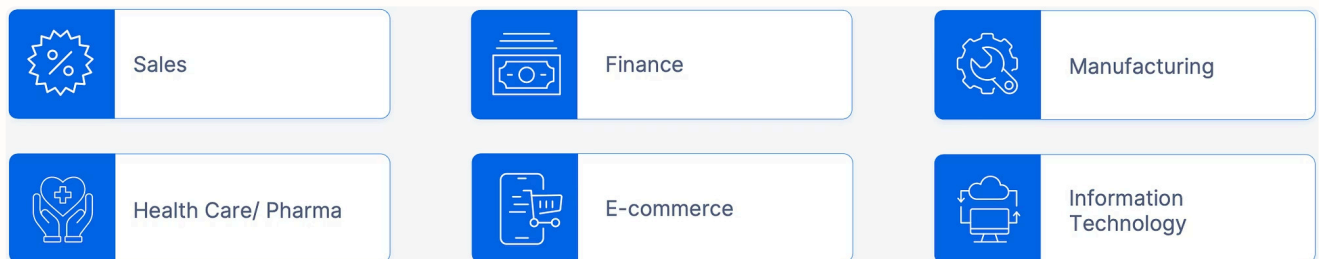 Sales
Finance
Manufacturing
Health Care/ Pharma
E-commerce
Information
Technology